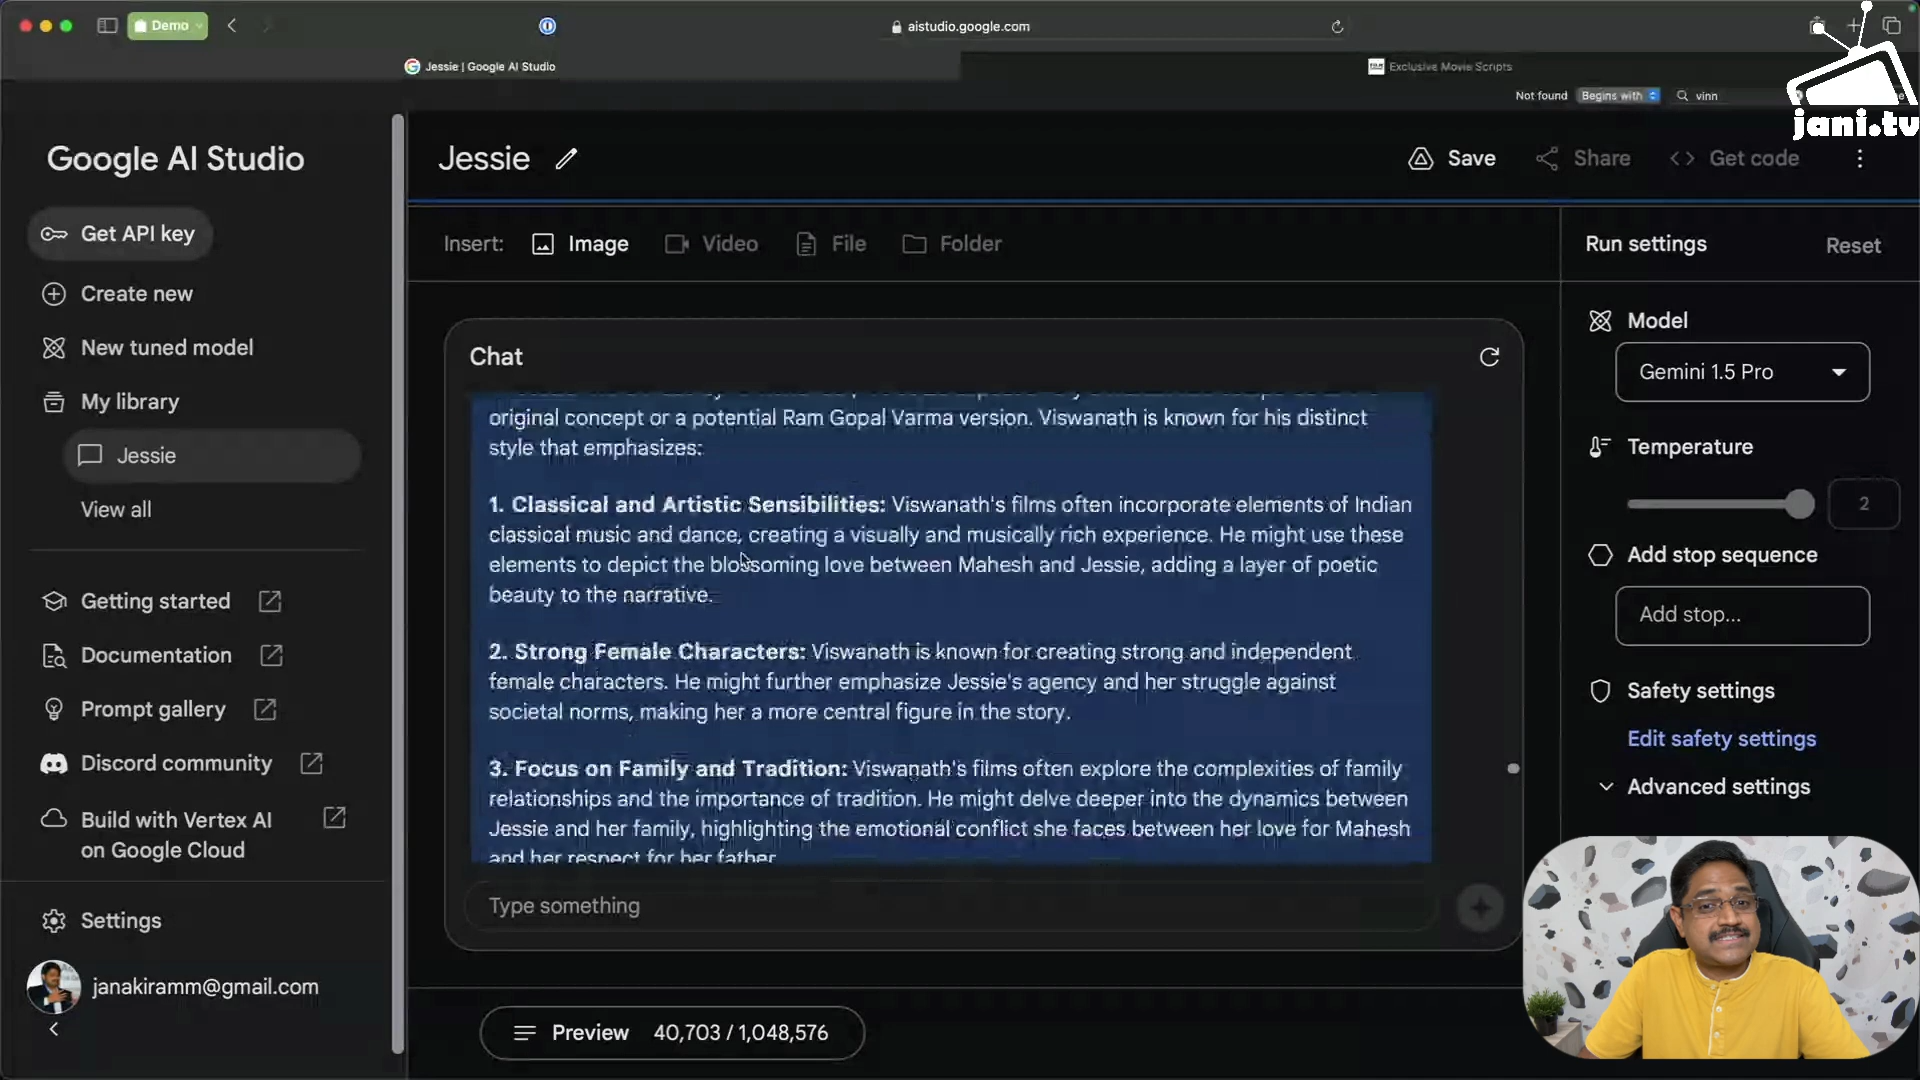 Demo
aistudio.google.com
Jessie | Google AI Studio
Exclusive Movie Scripts
Not found
Begins with
vinn
jani.tv
Google AI Studio
Get API key
Create new
New tuned model
My library
Jessie
View all
Getting started
Documentation
Prompt gallery
Discord community
Build with Vertex AI
on Google Cloud
Settings
janakiramm@gmail.com
Jessie
Save
Share
Get code
Insert:
Image
Video
File
Folder
Chat
original concept or a potential Ram Gopal Varma version. Viswanath is known for his distinct
style that emphasizes:
1. Classical and Artistic Sensibilities: Viswanath's films often incorporate elements of Indian
classical music and dance, creating a visually and musically rich experience. He might use these
elements to depict the blossoming love between Mahesh and Jessie, adding a layer of poetic
beauty to the narrative.
2. Strong Female Characters: Viswanath is known for creating strong and independent
female characters. He might further emphasize Jessie's agency and her struggle against
societal norms, making her a more central figure in the story.
3. Focus on Family and Tradition: Viswanath's films often explore the complexities of family
relationships and the importance of tradition. He might delve deeper into the dynamics between
Jessie and her family, highlighting the emotional conflict she faces between her love for Mahesh
and her respect for her father
Type something
Preview 40,703 / 1,048,576
Run settings
Reset
Model
Gemini 1.5 Pro
Temperature
2
Add stop sequence
Add stop...
Safety settings
Edit safety settings
Advanced settings